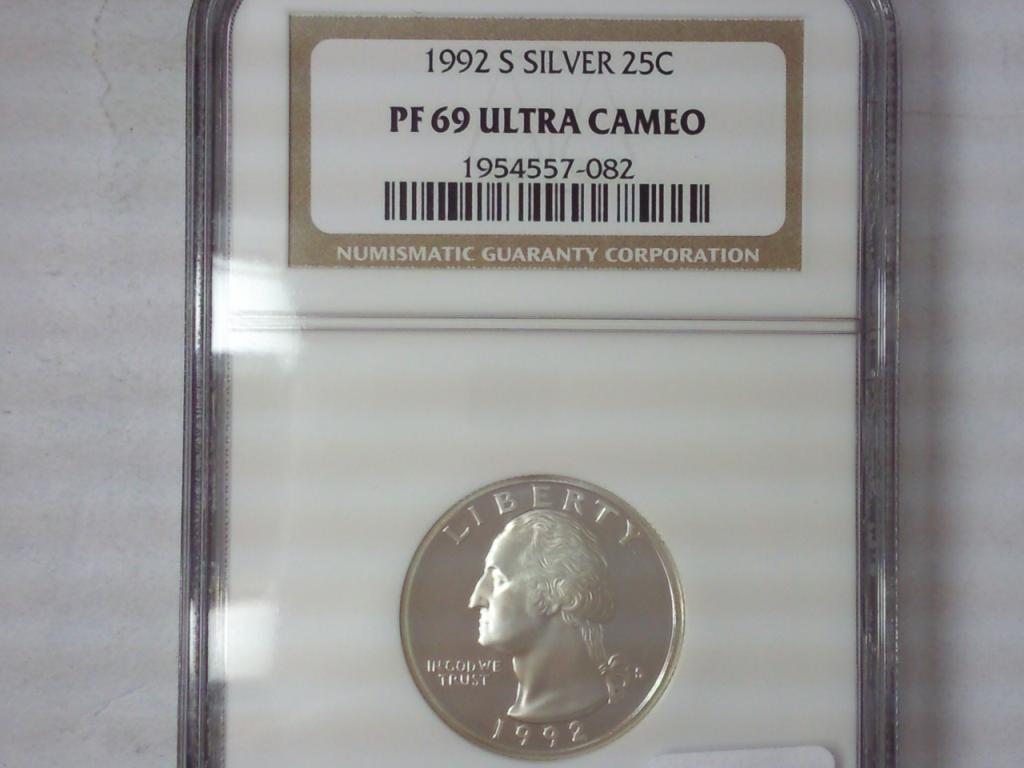 1992 S SILVER 25C
PF 69 ULTRA CAMEO
1954557-082
NUMISMATIC GUARANTY CORPORATION
LIBERTY
IN GOD WE
TRUST
S
1992